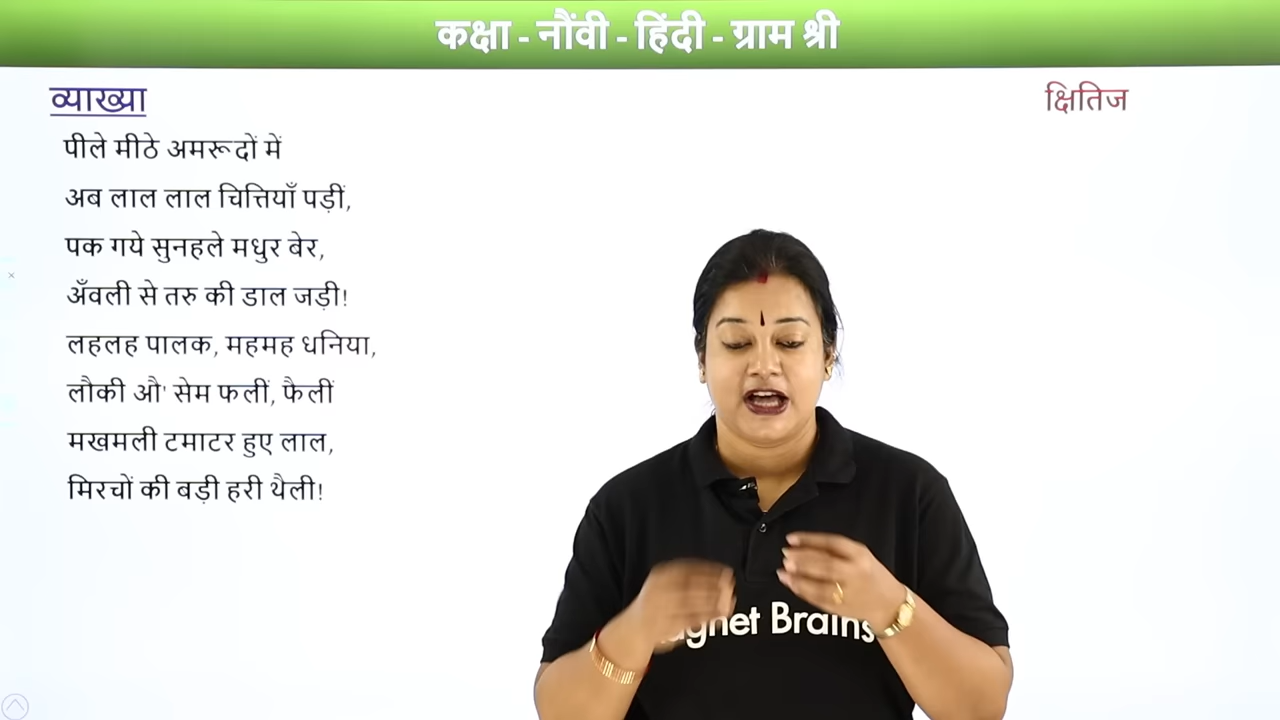 कक्षा - नौंवी - हिंदी - ग्राम श्री
व्याख्या
क्षितिज
पीले मीठे अमरूदों में
अब लाल लाल चित्तियाँ पड़ीं,
पक गये सुनहले मधुर बेर,
अँवली से तरु की डाल जड़ी!
लहलह पालक, महमह धनिया,
लौकी औ' सेम फलीं, फैलीं
मखमली टमाटर हुए लाल,
मिरचों की बड़ी हरी थैली!
Brains